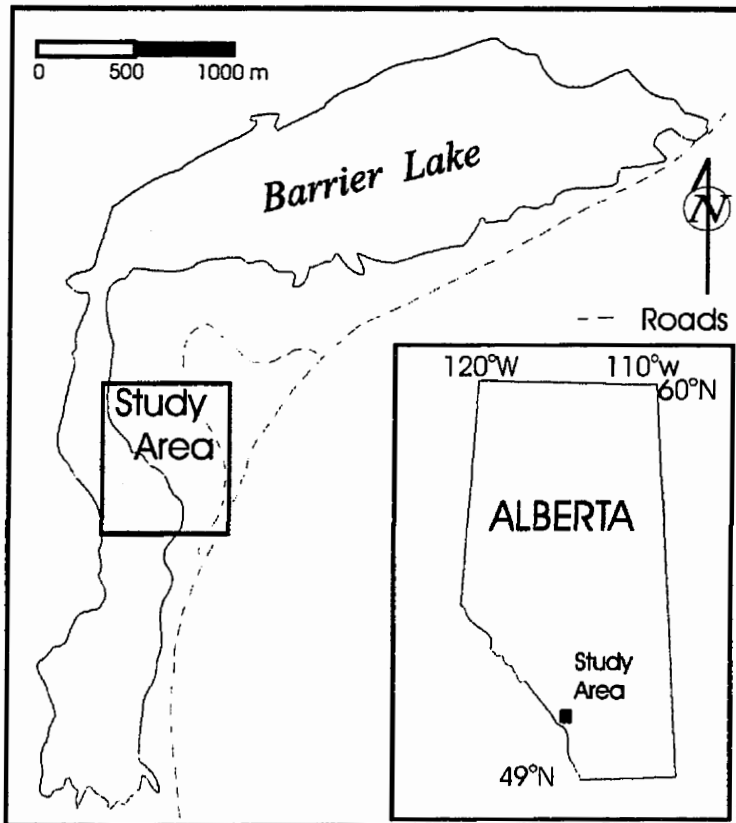 0 500 1000 m
Barrier Lake
N
Roads
Study
Area
120°W 110°w
60°N
ALBERTA
Study
Area
49°N